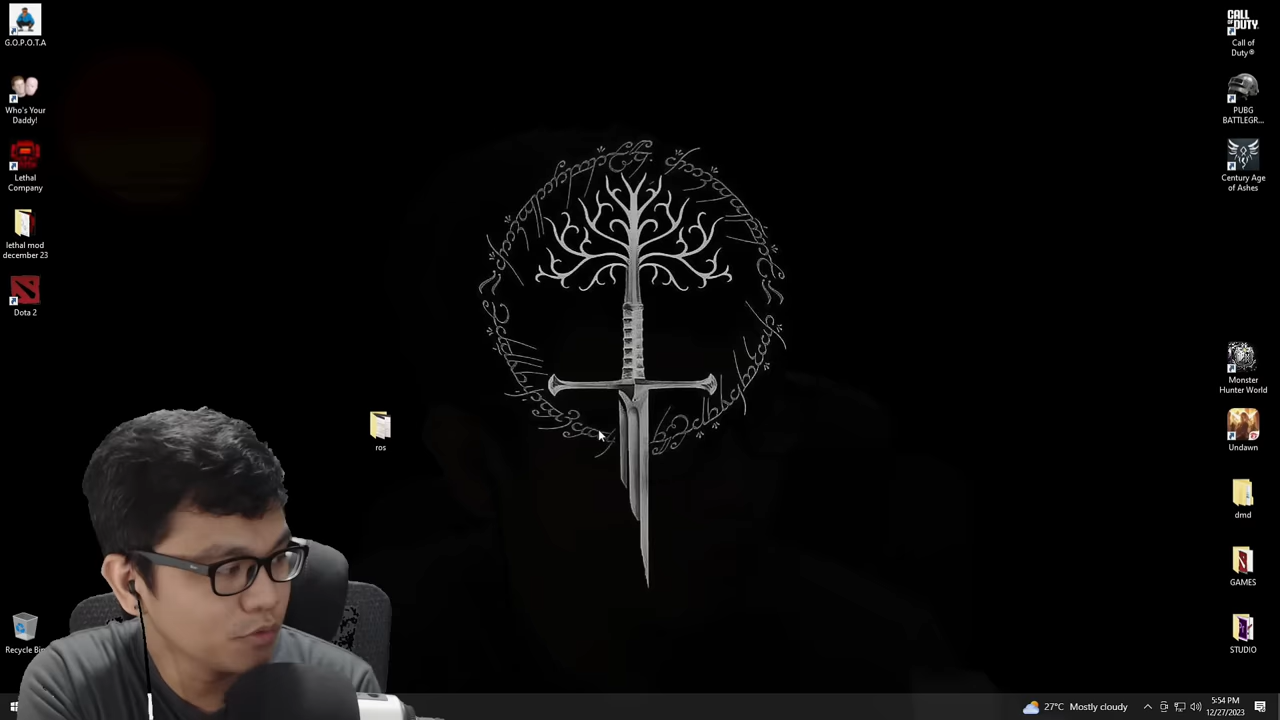 G.O.P.O.T.A
Who's Your
Daddy!
Lethal
Company
lethal mod
december 23
Dota 2
Recycle Bin
ros
CALL OF DUTY
Call of
Duty®
PUBG
BATTLEGR...
Century Age
of Ashes
Monster
Hunter World
Undawn
dmd
GAMES
STUDIO
27°C Mostly cloudy
5:54 PM
12/27/2023